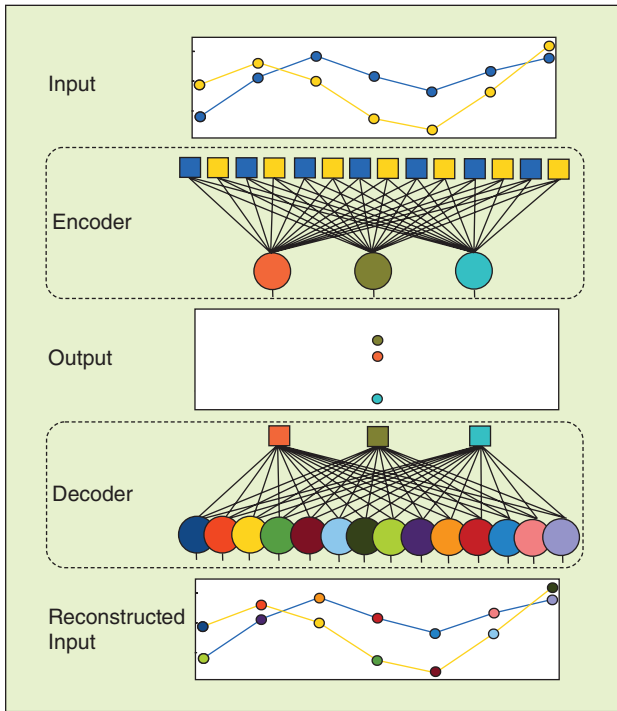 Input
Encoder
Output
Decoder
Reconstructed
Input